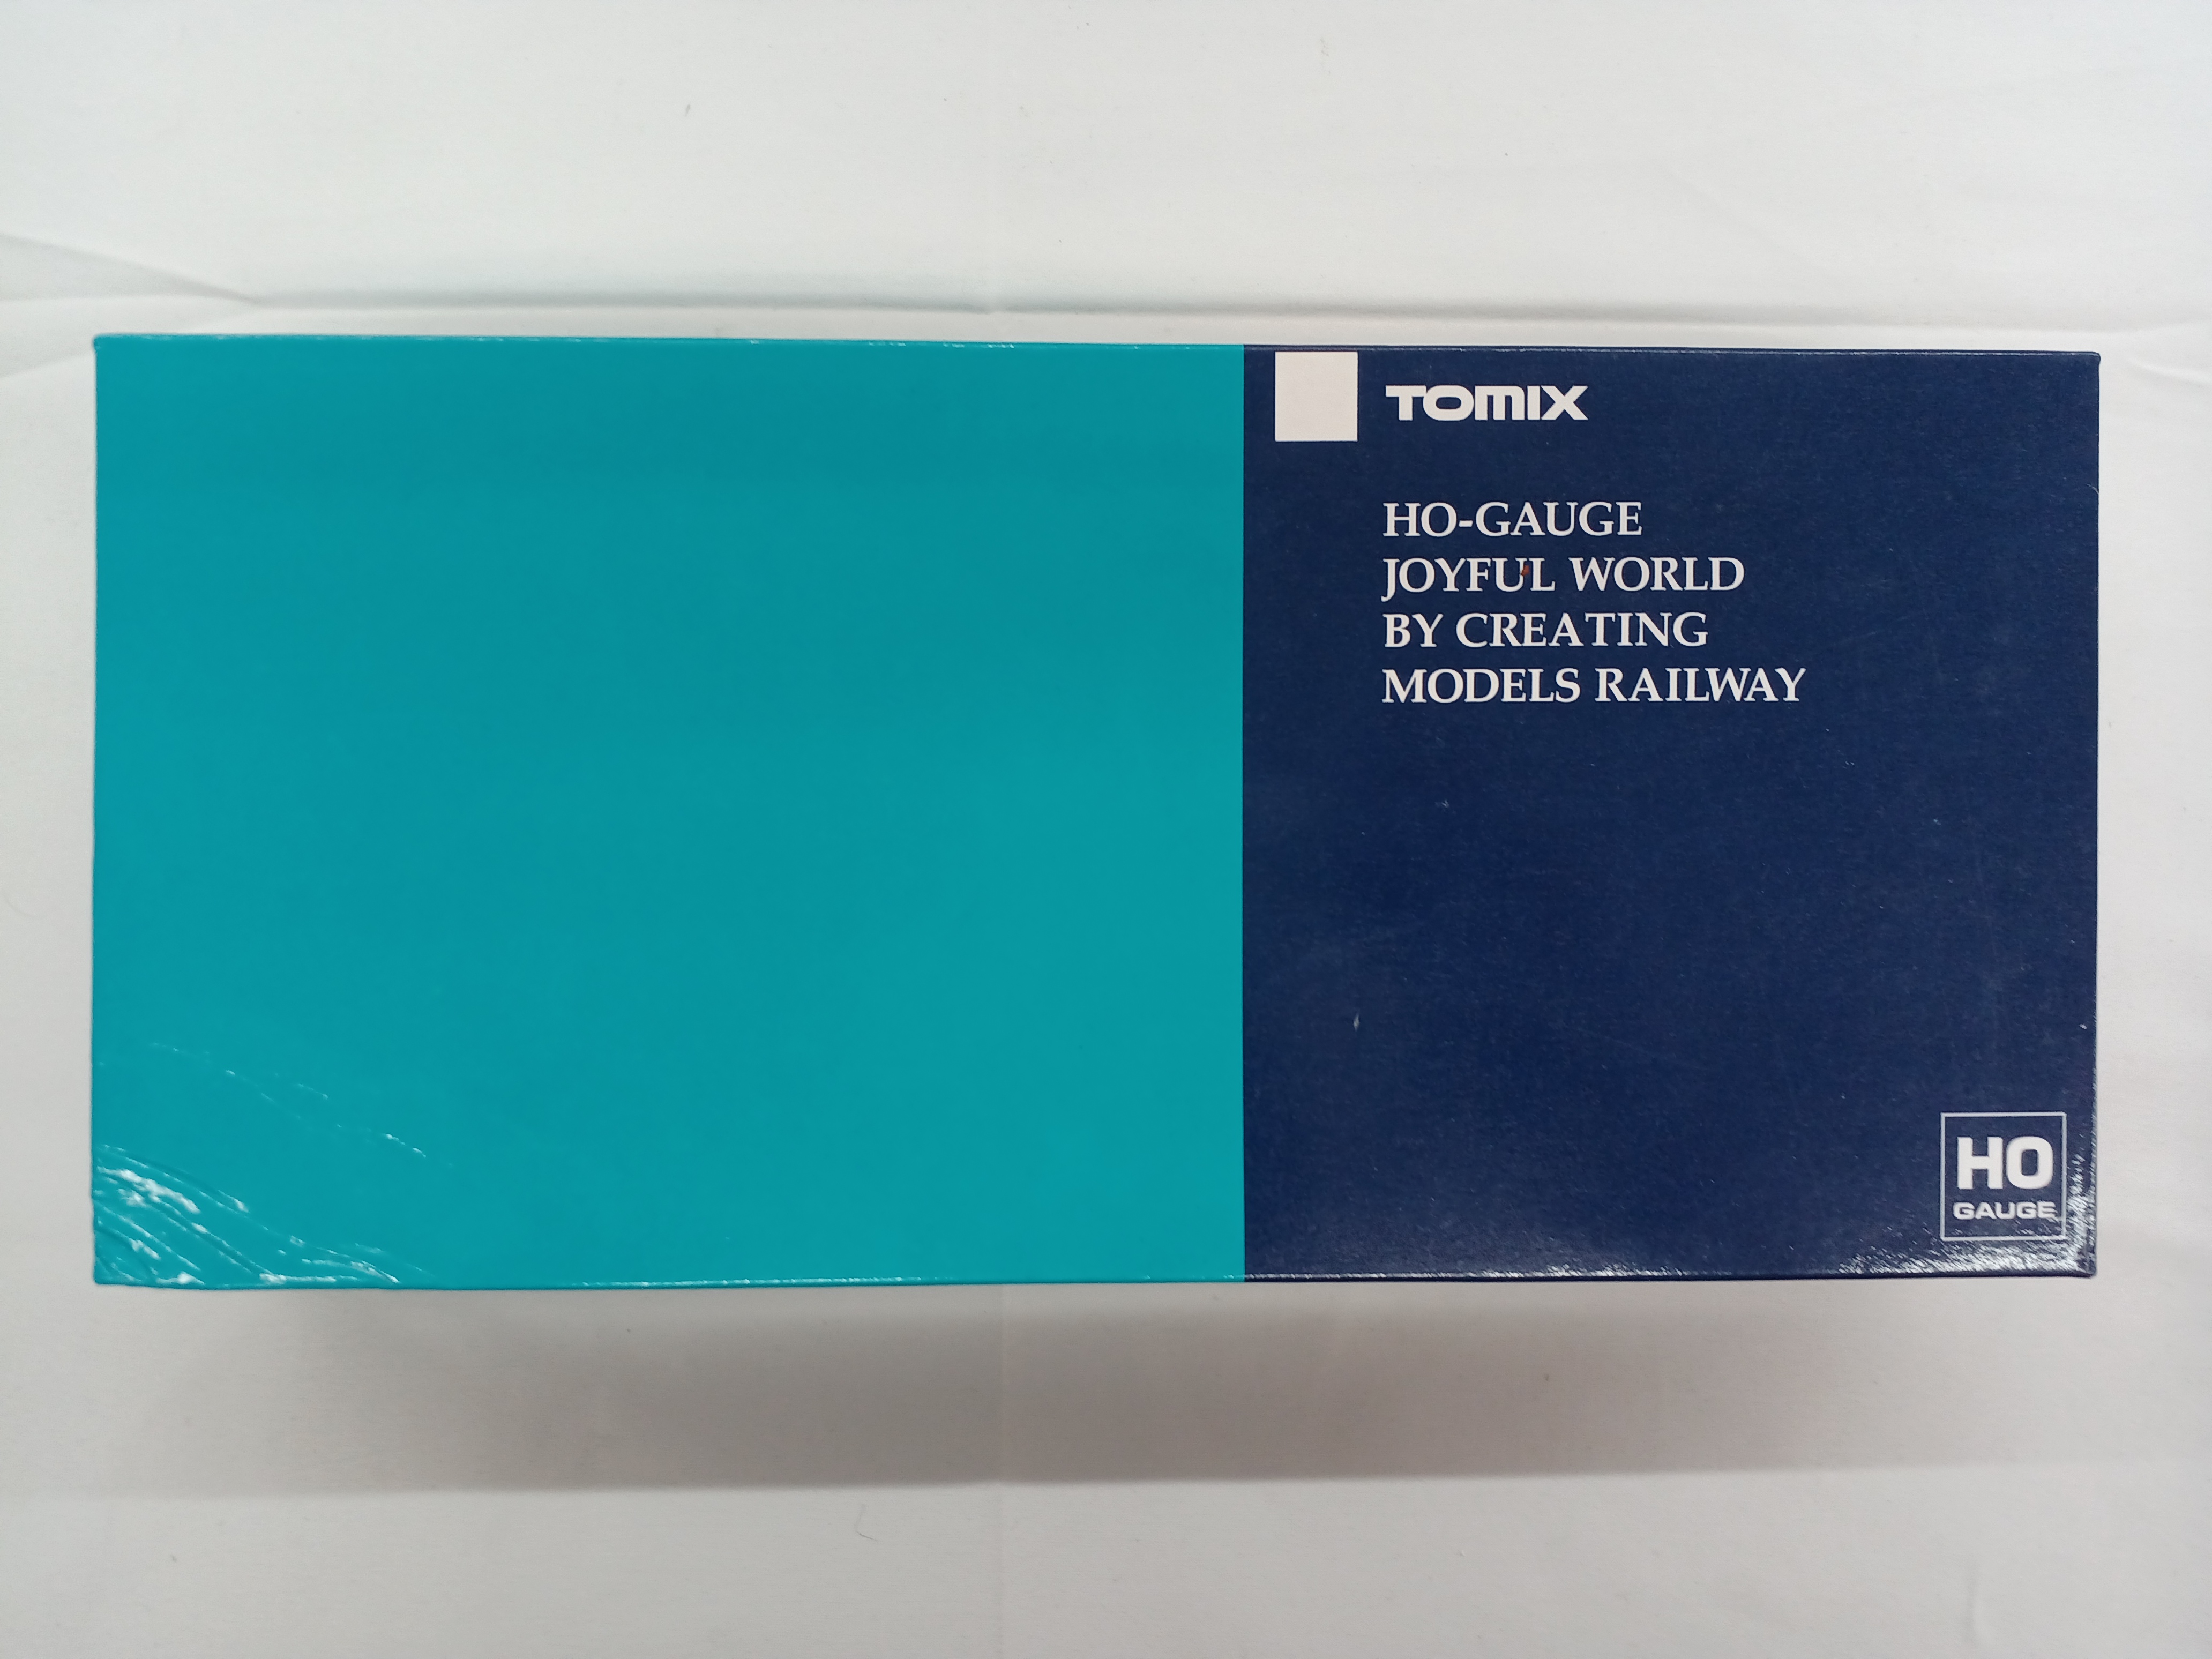 TOMIX
HO-GAUGE
JOYFUL WORLD
BY CREATING
MODELS RAILWAY
HO
GAUGE